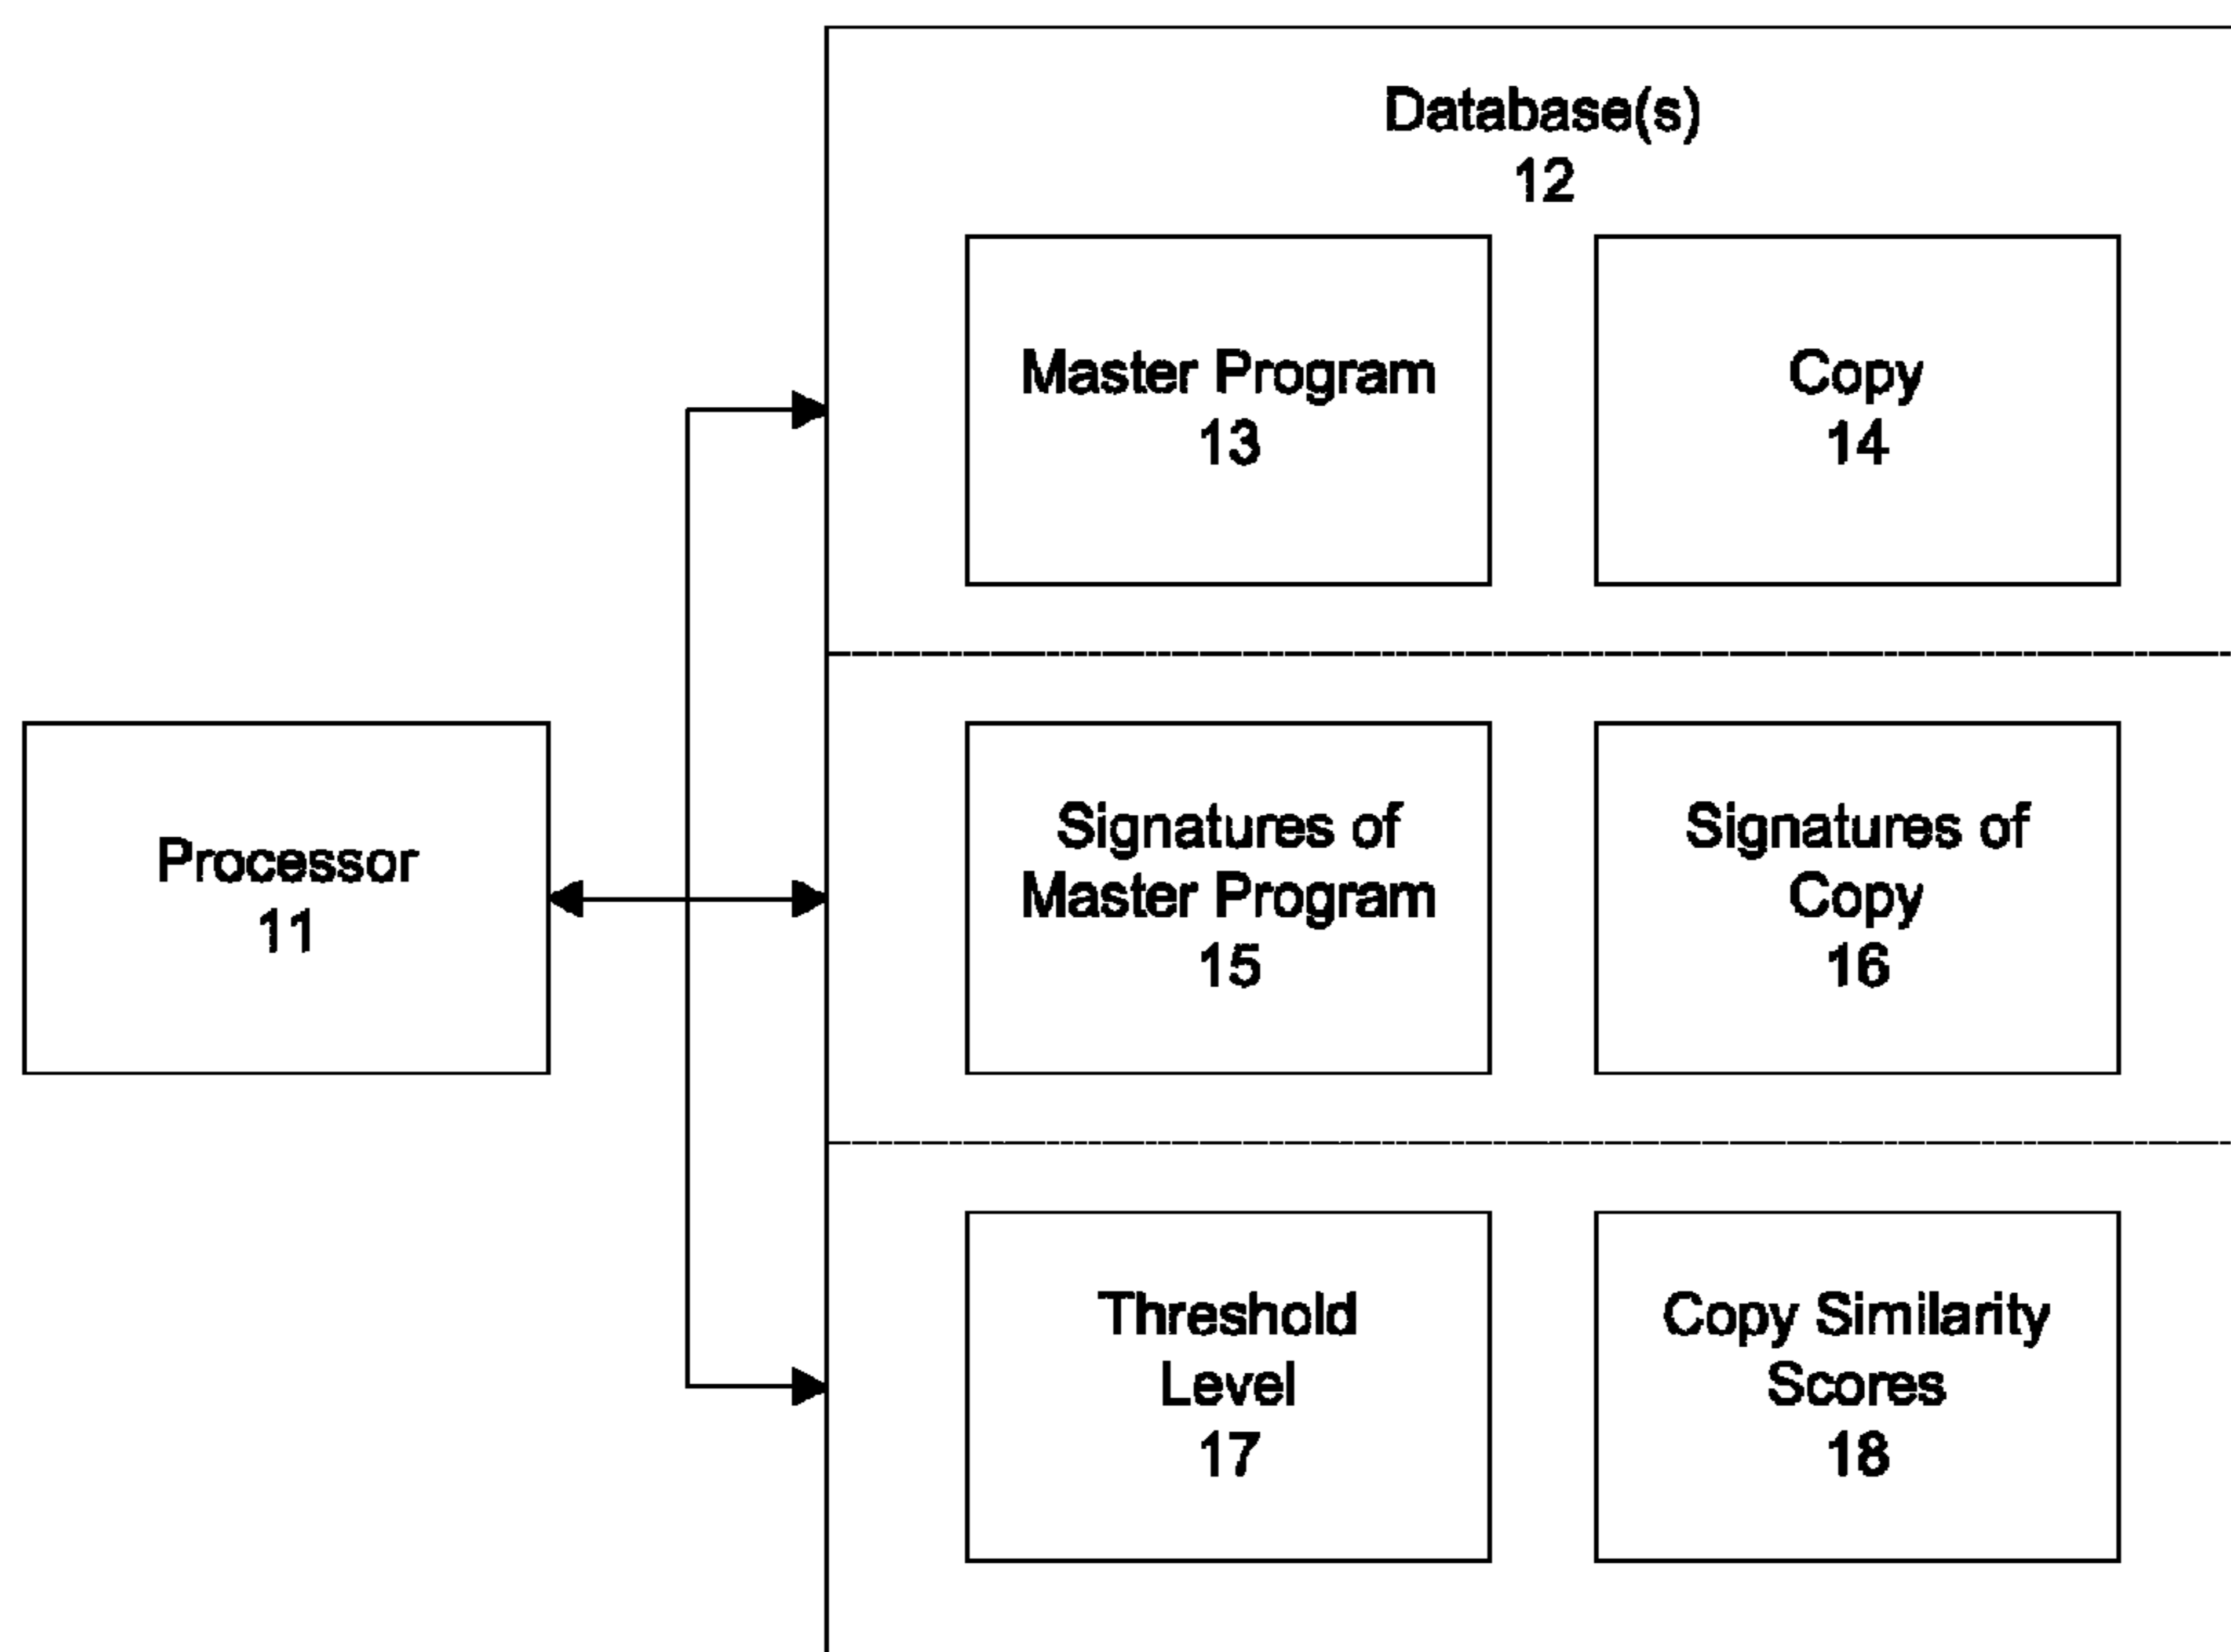 Database(s)
12
Master Program
13
Copy
14
Processor
11
Signatures of
Master Program
15
Signatures of
Copy
16
Threshold
Level
17
Copy Similarity
Scores
18